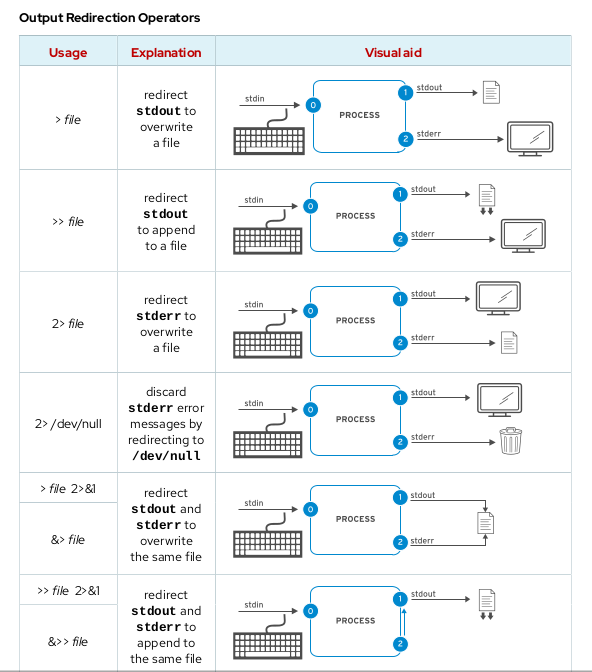 Output Redirection Operators
Usage Explanation Visual aid
> file
redirect
stdout to
overwrite
a file
stdin 0 PROCESS 1 stdout
2 stderr
>> file
redirect
stdout
to append
to a file
stdin 0 PROCESS 1 stdout
2 stderr
2> file
redirect
stderr to
overwrite
a file
stdin 0 PROCESS 1 stdout
2 stderr
2> /dev/null
discard
stderr error
messages by
redirecting to
/dev/null
stdin 0 PROCESS 1 stdout
2 stderr
> file 2>&1
&> file
redirect
stdout and
stderr to
overwrite
the same file
stdin 0 PROCESS 1 stdout
2 stderr
>> file 2>&1
&>> file
redirect
stdout and
stderr to
append to
the same file
stdin 0 PROCESS 1 stdout
2